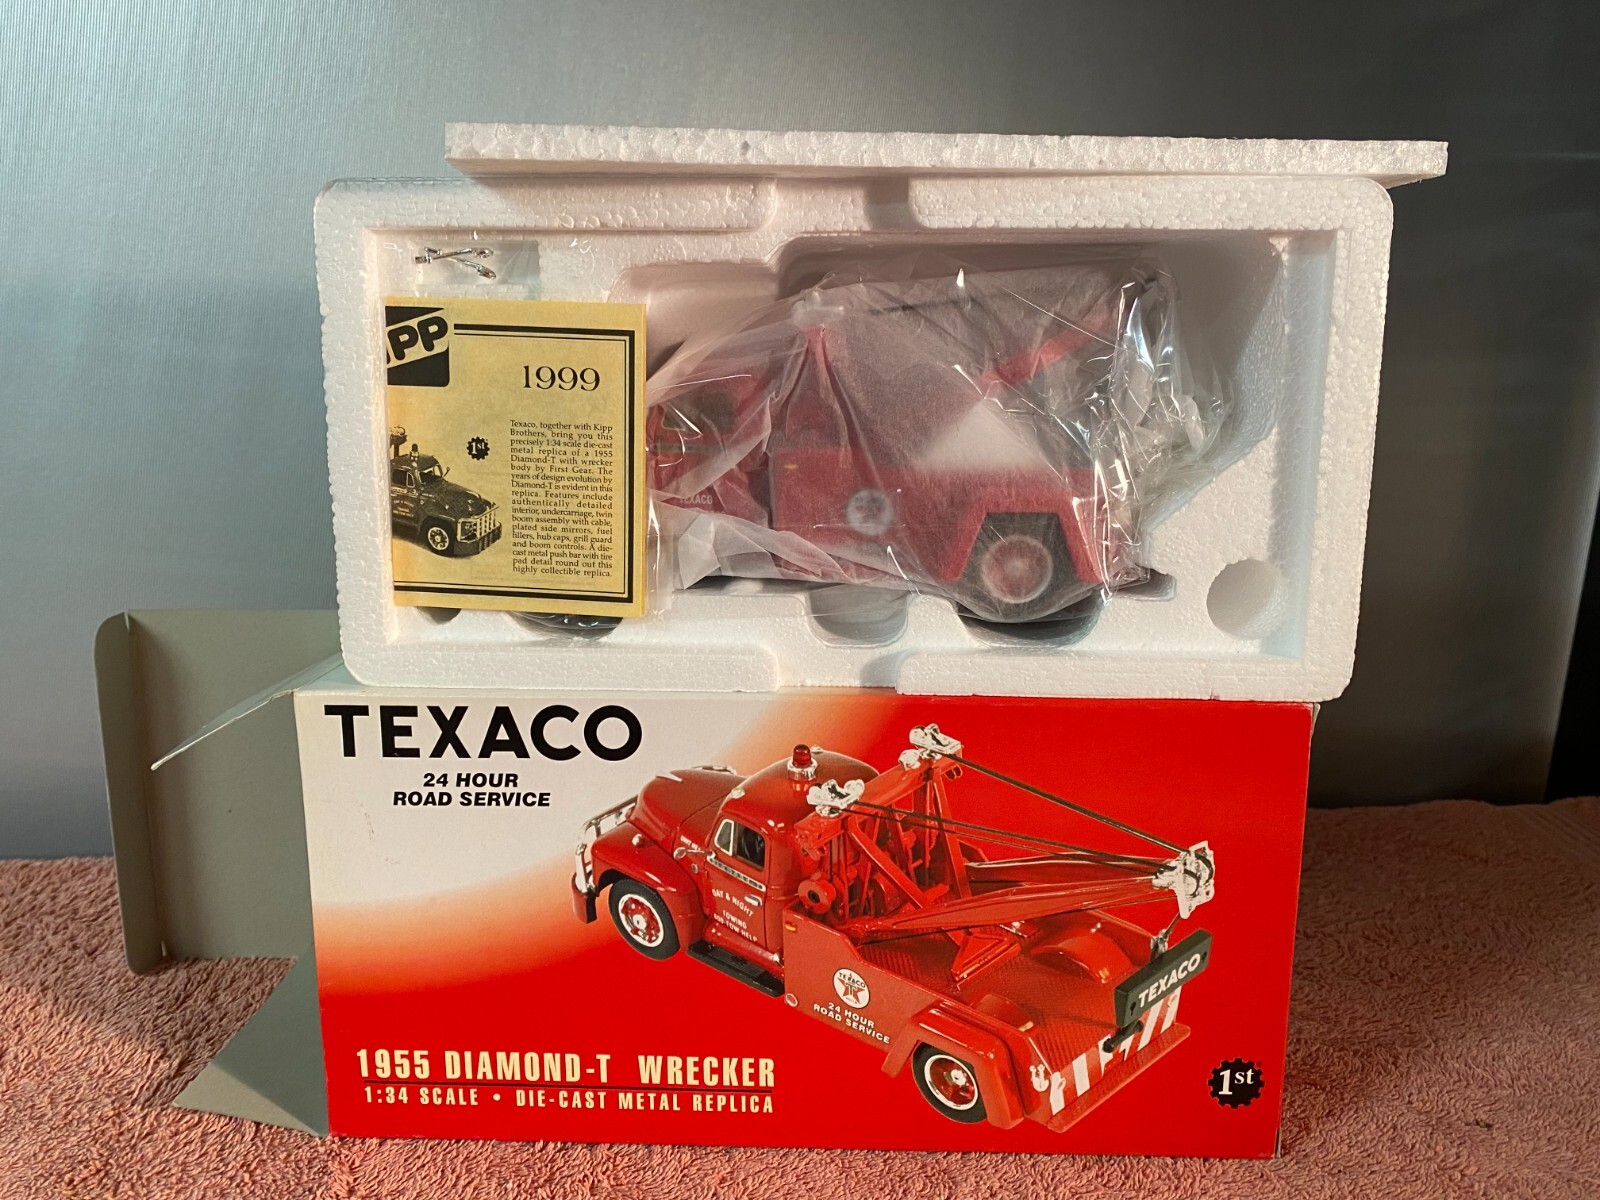 IPP
1999
Texaco, together with Kipp
Brothers, bring you this
precisely 1:34 scale die-cast
metal replica of a 1955
Diamond-T with wrecker
body by First Gear. The
years of design evolution by
Diamond-T is evident in this
replica. Features include
authentically detailed
interior, undercarriage, twin
boom assembly with cable,
plated side mirrors, fuel
fillers, hub caps, grill guard
and boom controls. A die-
cast metal push bar with tire
pad detail round out this
highly collectible replica.
1st
TEXACO
TEXACO
24 HOUR
ROAD SERVICE
DAY & NIGHT
TOWING
TEXACO
T
24 HOUR
ROAD SERVICE
TEXACO
1955 DIAMOND-T WRECKER
1:34 SCALE • DIE-CAST METAL REPLICA
1st